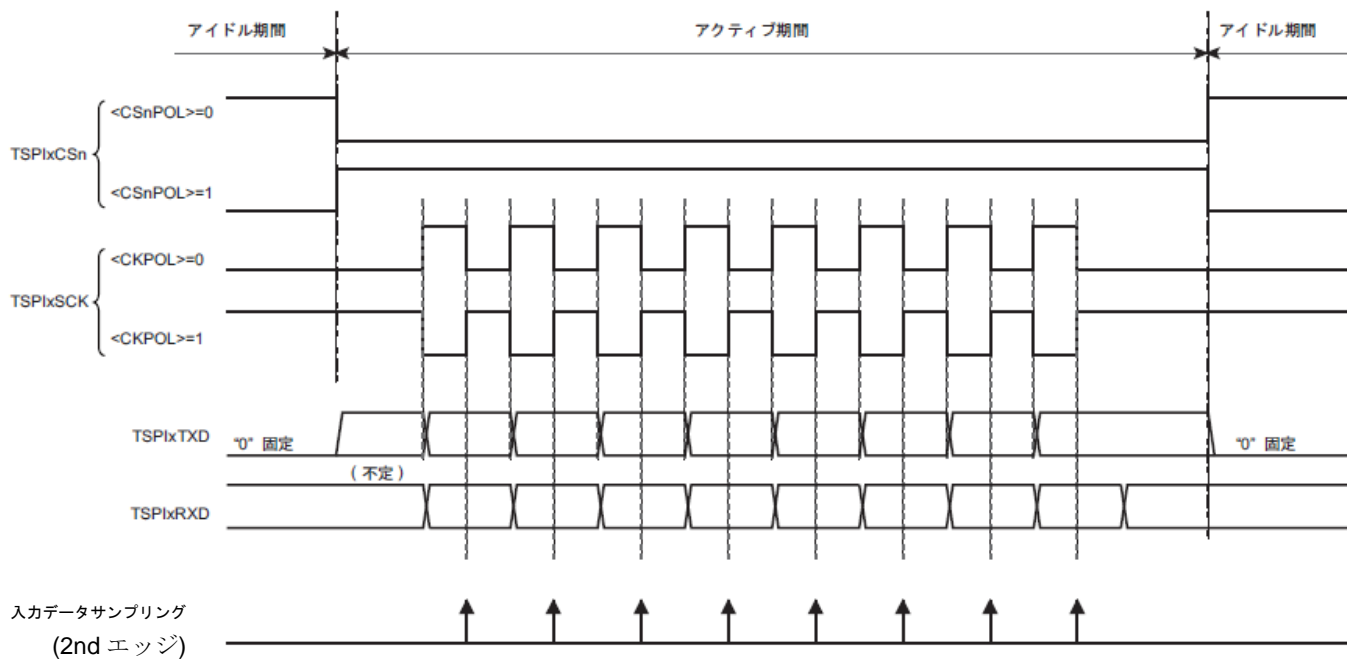 アイドル期間
アクティブ期間
アイドル期間
<CSnPOL>=0
TSPIxCSn
<CSnPOL>=1
<CKPOL>=0
TSPIxSCK
<CKPOL>=1
TSPIxTXD
“0” 固定
“0” 固定
( 不定 )
TSPIxRXD
入力データサンプリング
(2nd エッジ)